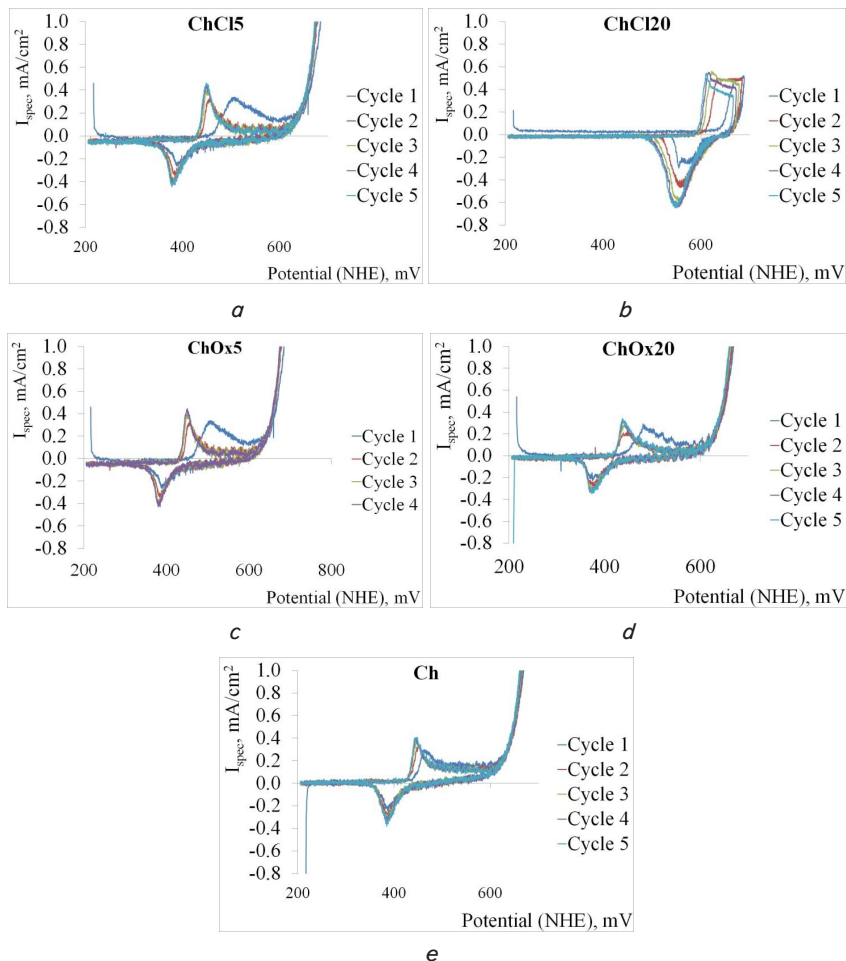 ChCl5
I_spec, mA/cm²
1.0
0.8
0.6
0.4
0.2
0.0
-0.2
-0.4
-0.6
-0.8
200 400 600
Potential (NHE), mV
Cycle 1
Cycle 2
Cycle 3
Cycle 4
Cycle 5
a
ChCl20
I_spec, mA/cm²
1.0
0.8
0.6
0.4
0.2
0.0
-0.2
-0.4
-0.6
-0.8
200 400 600
Potential (NHE), mV
Cycle 1
Cycle 2
Cycle 3
Cycle 4
Cycle 5
b
ChOx5
I_spec, mA/cm²
1.0
0.8
0.6
0.4
0.2
0.0
-0.2
-0.4
-0.6
-0.8
200 400 600 800
Potential (NHE), mV
Cycle 1
Cycle 2
Cycle 3
Cycle 4
c
ChOx20
I_spec, mA/cm²
1.0
0.8
0.6
0.4
0.2
0.0
-0.2
-0.4
-0.6
-0.8
200 400 600
Potential (NHE), mV
Cycle 1
Cycle 2
Cycle 3
Cycle 4
Cycle 5
d
Ch
I_spec, mA/cm²
1.0
0.8
0.6
0.4
0.2
0.0
-0.2
-0.4
-0.6
-0.8
200 400 600
Potential (NHE), mV
Cycle 1
Cycle 2
Cycle 3
Cycle 4
Cycle 5
e